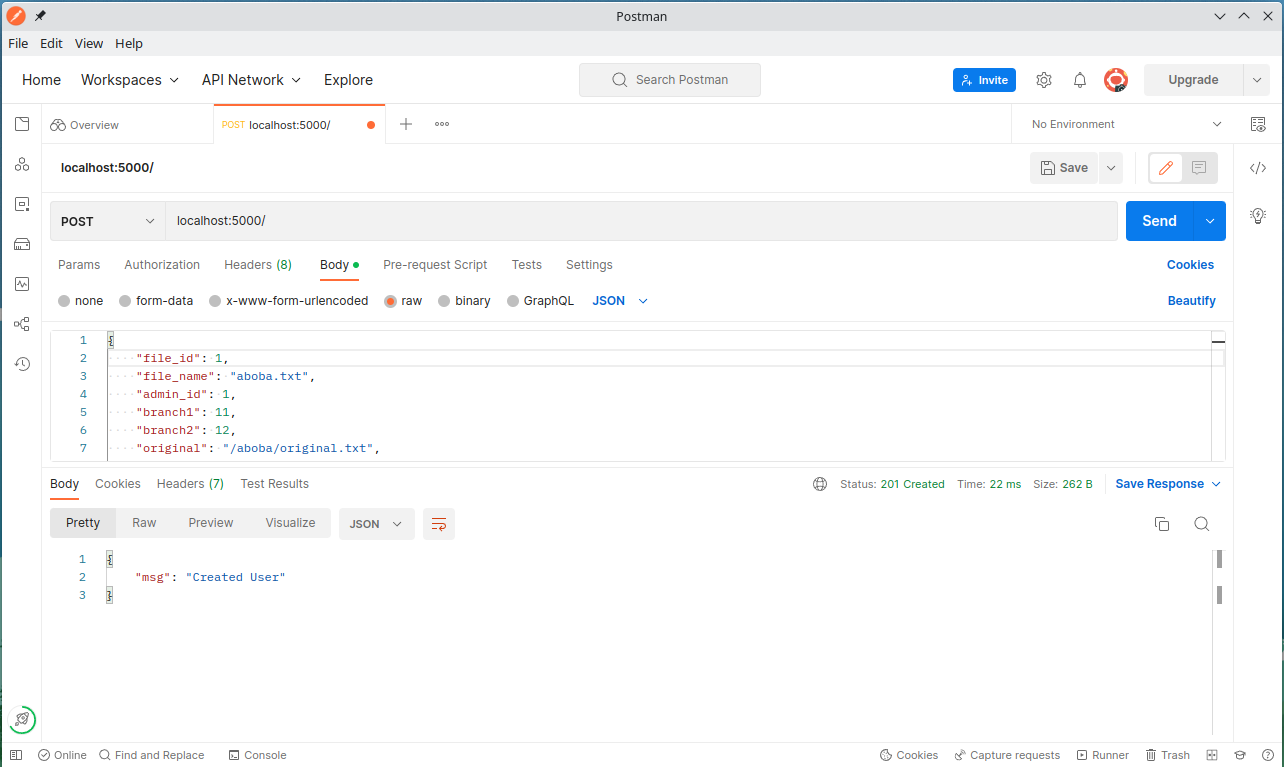 Postman
File Edit View Help
Home Workspaces API Network Explore Search Postman Invite Upgrade
Overview POST localhost:5000/ No Environment
localhost:5000/ Save
POST localhost:5000/ Send
Params Authorization Headers (8) Body Pre-request Script Tests Settings Cookies
none form-data x-www-form-urlencoded raw binary GraphQL JSON Beautify
1 {
2 "file_id": 1,
3 "file_name": "aboba.txt",
4 "admin_id": 1,
5 "branch1": 11,
6 "branch2": 12,
7 "original": "/aboba/original.txt",
Body Cookies Headers (7) Test Results Status: 201 Created Time: 22 ms Size: 262 B Save Response
Pretty Raw Preview Visualize JSON
1 {
2 "msg": "Created User"
3 }
Online Find and Replace Console Cookies Capture requests Runner Trash